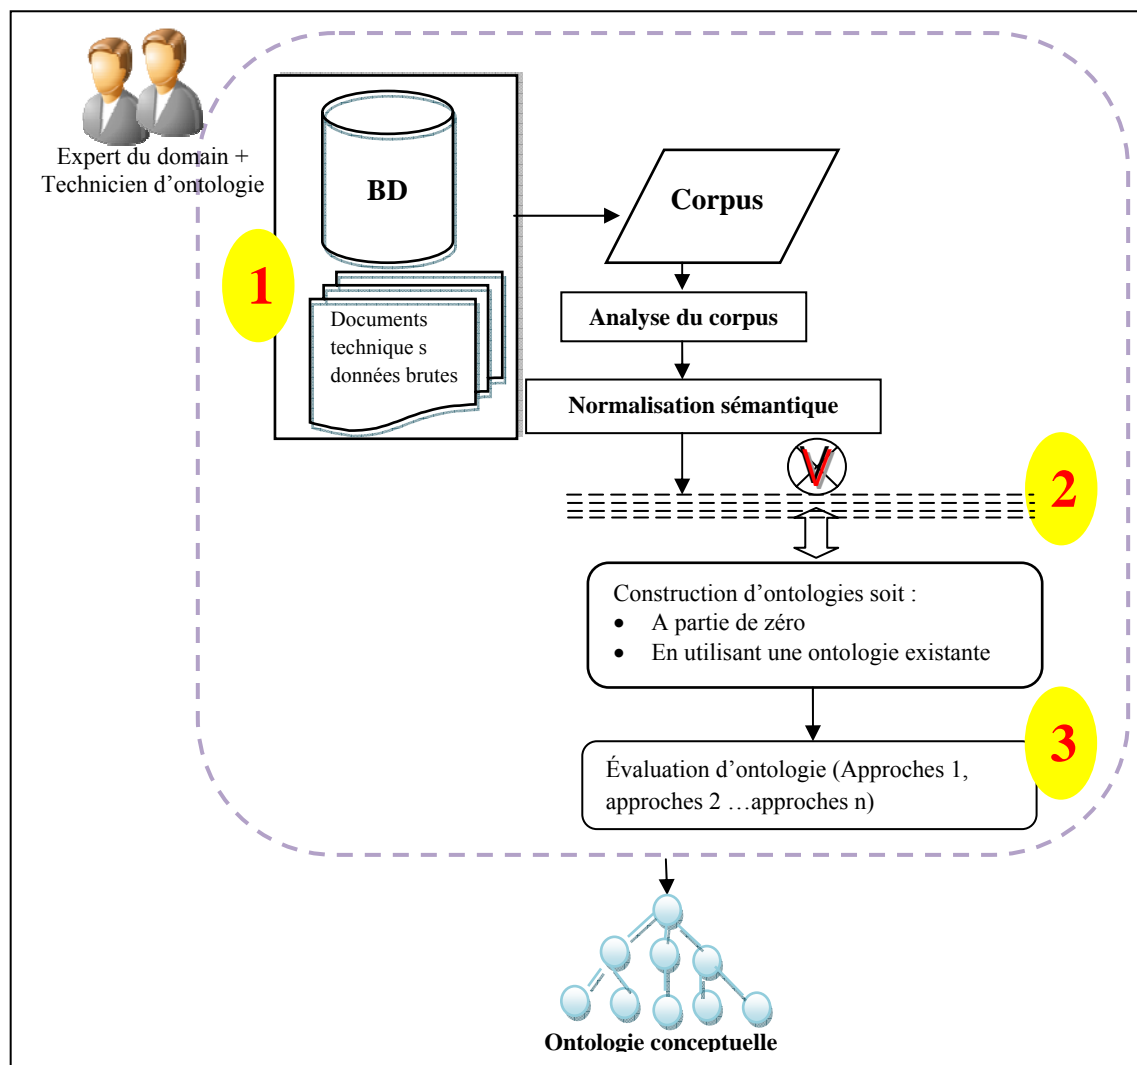 Expert du domain +
Technicien d'ontologie
BD
1
Documents
technique s
données brutes
Corpus
Analyse du corpus
Normalisation sémantique
V
2
Construction d'ontologies soit :
• A partie de zéro
• En utilisant une ontologie existante
3
Évaluation d'ontologie (Approches 1,
approches 2 …approches n)
Ontologie conceptuelle